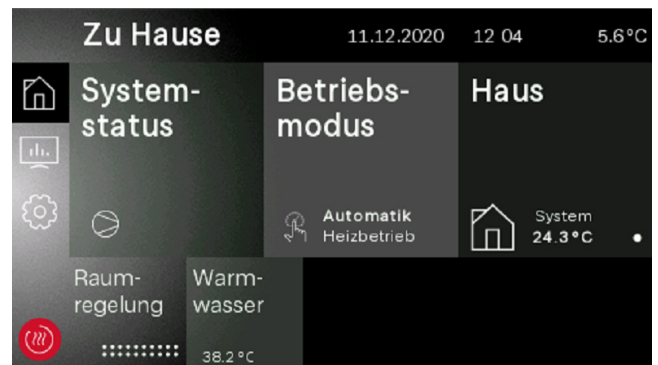 Zu Hause 11.12.2020 12 04 5.6°C
System-
status
Betriebs-
modus
Haus
Automatik
Heizbetrieb
System
24.3°C
Raum-
regelung
Warm-
wasser
38.2°C